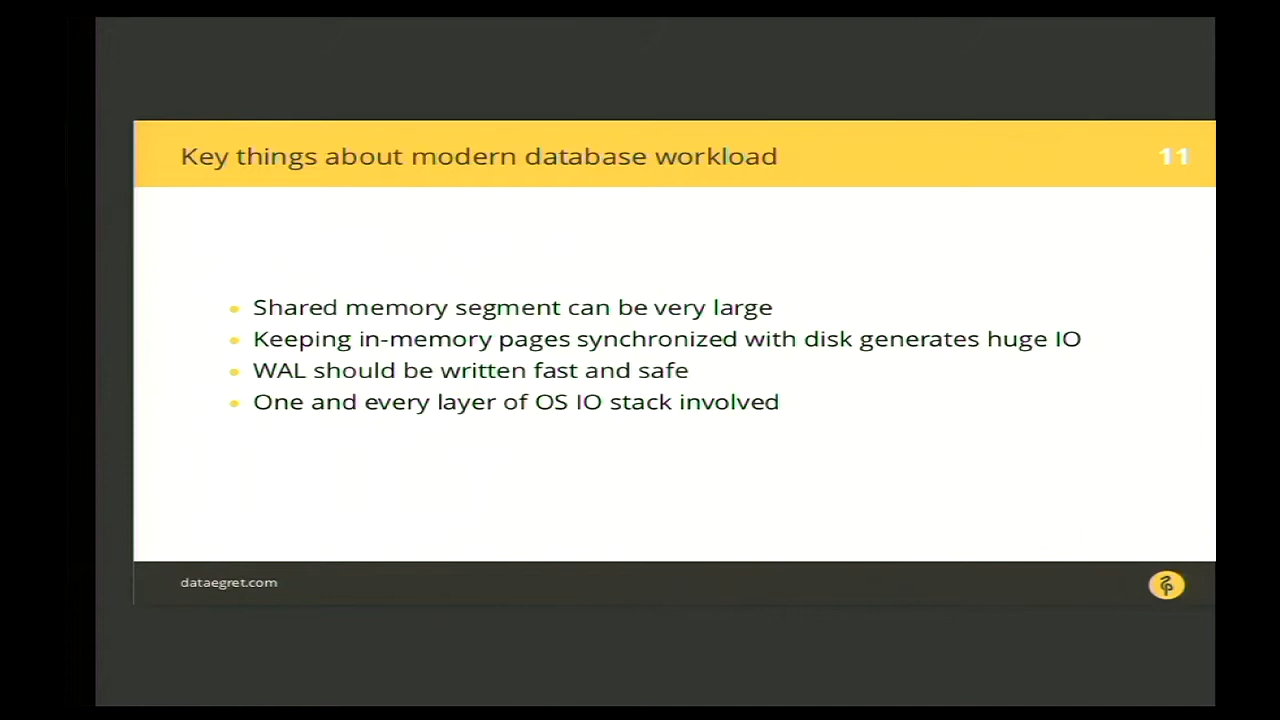 Key things about modern database workload
11
Shared memory segment can be very large
Keeping in-memory pages synchronized with disk generates huge IO
WAL should be written fast and safe
One and every layer of OS IO stack involved
dataegret.com